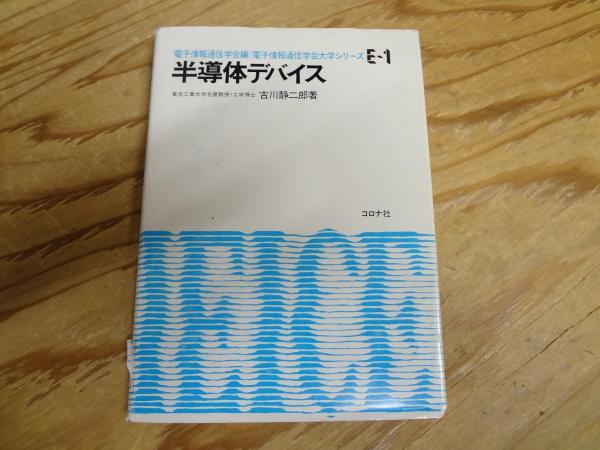 電子情報通信学会編/電子情報通信学会大学シリーズ E-1
半導体デバイス
東京工業大学名誉教授・工学博士 古川静二郎著
コロナ社
EICE